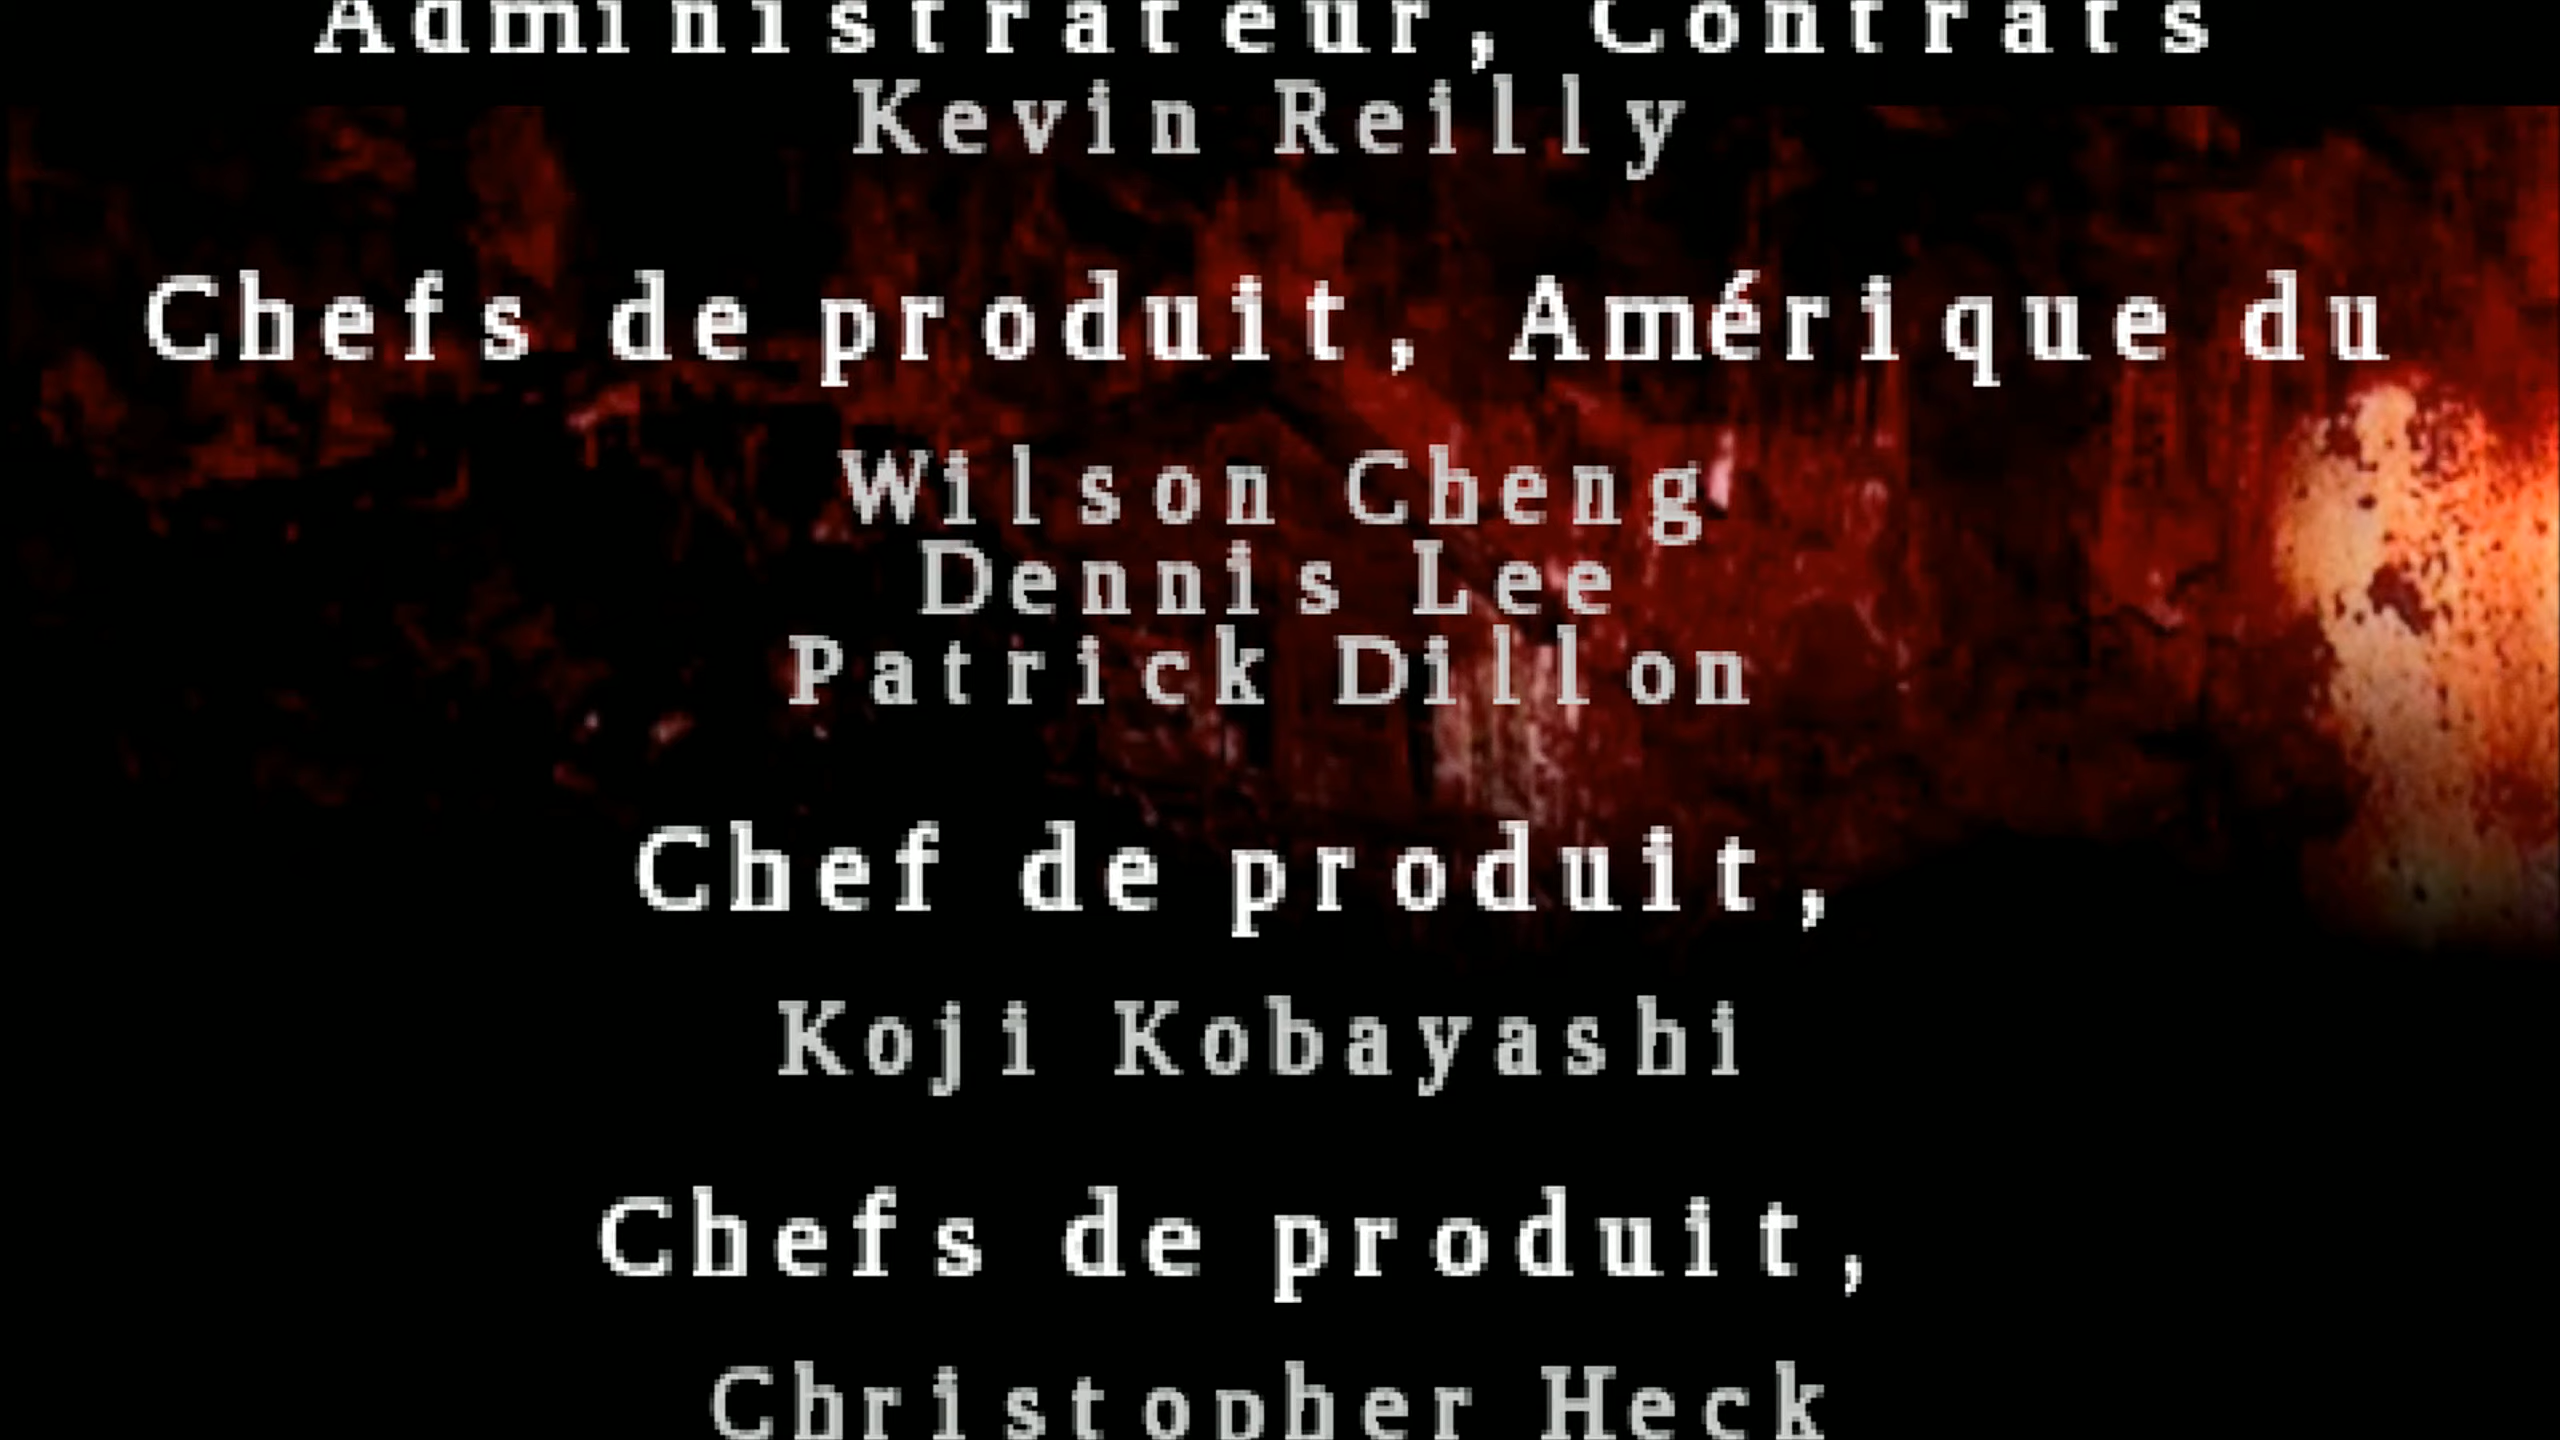 Administrateur, Contrats
Kevin Reilly
Chefs de produit, Amérique du
Wilson Cheng
Dennis Lee
Patrick Dillon
Chef de produit,
Koji Kobayashi
Chefs de produit,
Christopher Heck